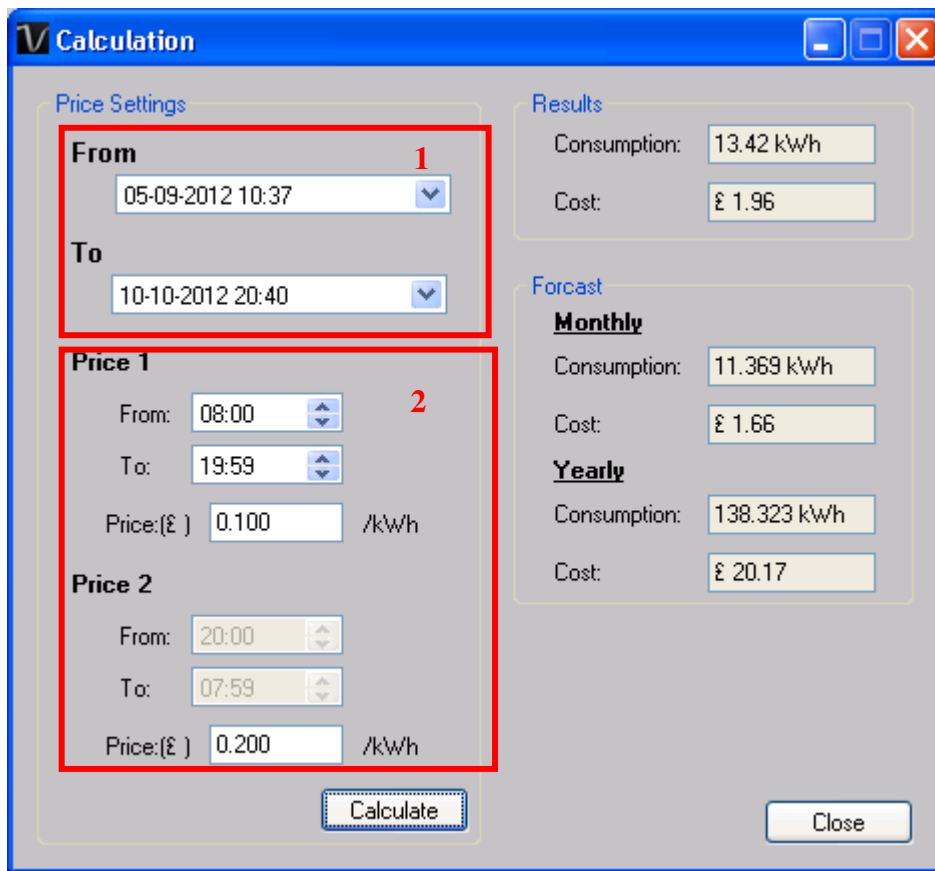 Calculation
Price Settings
From
1
05-09-2012 10:37
To
10-10-2012 20:40
Price 1
2
From: 08:00
To: 19:59
Price:(£ ) 0.100 /kWh
Price 2
From: 20:00
To: 07:59
Price:(£ ) 0.200 /kWh
Calculate
Results
Consumption: 13.42 kWh
Cost: £ 1.96
Forcast
Monthly
Consumption: 11.369 kWh
Cost: £ 1.66
Yearly
Consumption: 138.323 kWh
Cost: £ 20.17
Close